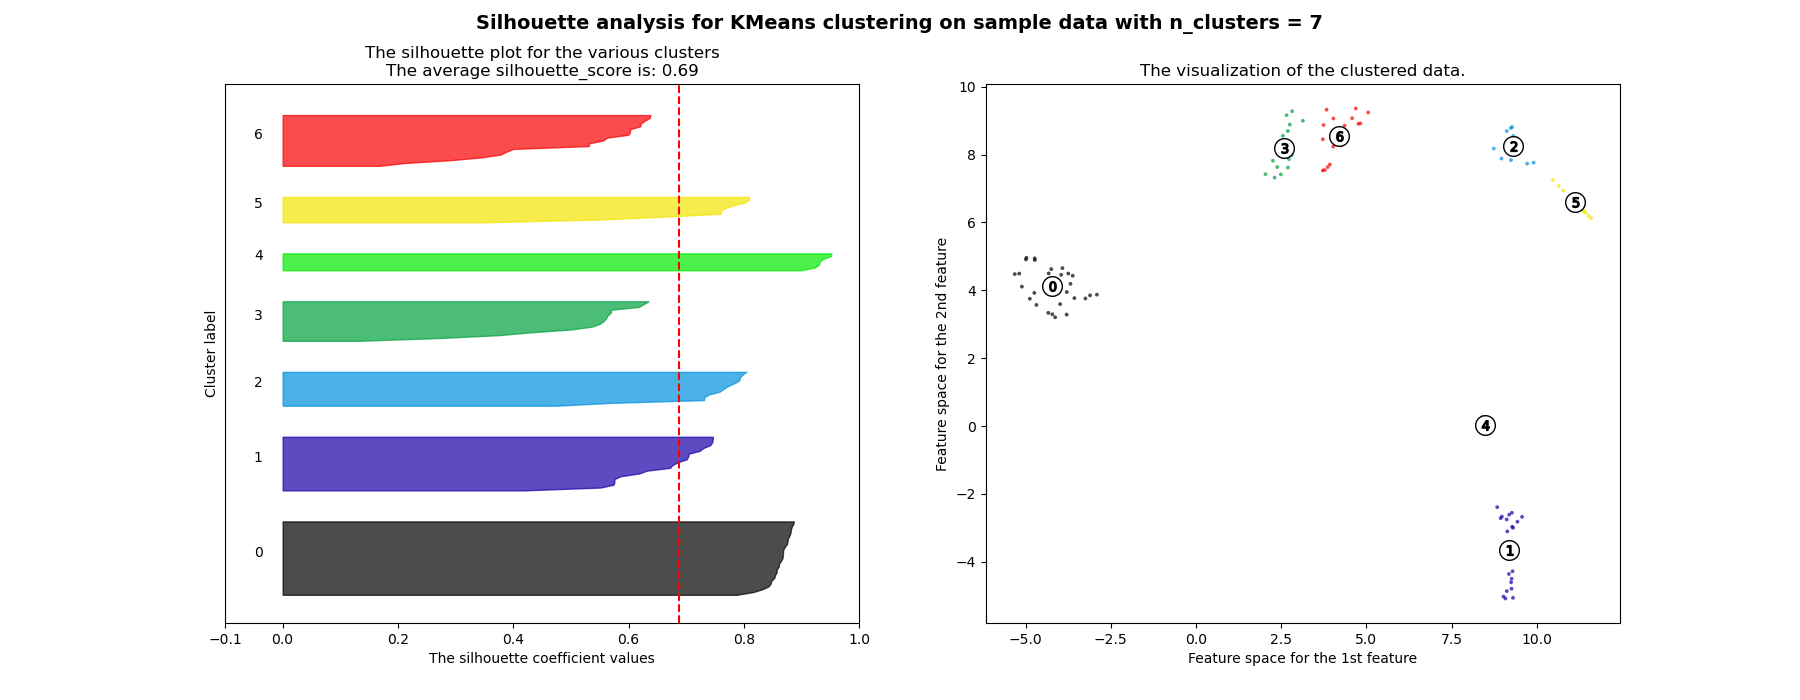 Silhouette analysis for KMeans clustering on sample data with n_clusters = 7
The silhouette plot for the various clusters
The average silhouette_score is: 0.69
6
5
4
3
2
1
0
Cluster label
−0.1 0.0 0.2 0.4 0.6 0.8 1.0
The silhouette coefficient values
The visualization of the clustered data.
10
8
6
4
2
0
−2
−4
Feature space for the 2nd feature
3
6
2
5
0
4
1
−5.0 −2.5 0.0 2.5 5.0 7.5 10.0
Feature space for the 1st feature